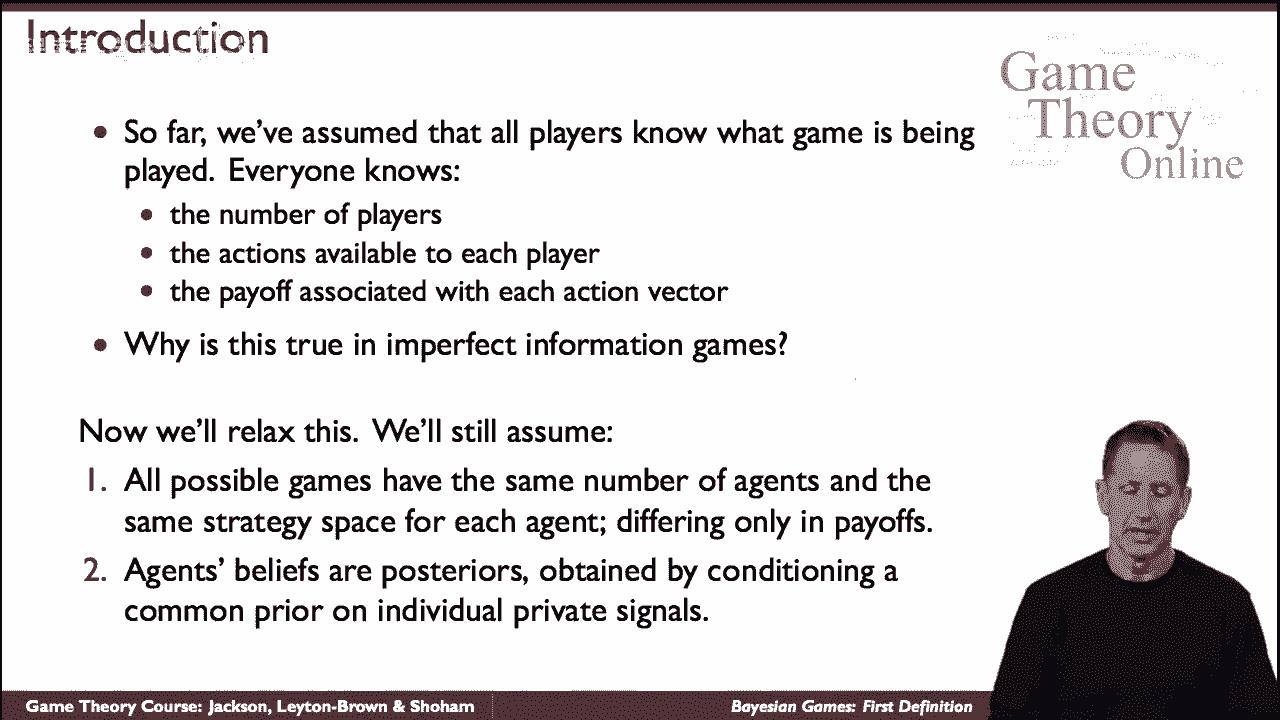 Introduction
Game
Theory
Online
• So far, we've assumed that all players know what game is being
played. Everyone knows:
• the number of players
• the actions available to each player
• the payoff associated with each action vector
• Why is this true in imperfect information games?
Now we'll relax this. We'll still assume:
1. All possible games have the same number of agents and the
same strategy space for each agent; differing only in payoffs.
2. Agents' beliefs are posteriors, obtained by conditioning a
common prior on individual private signals.
Game Theory Course: Jackson, Leyton-Brown & Shoham
Bayesian Games: First Definition